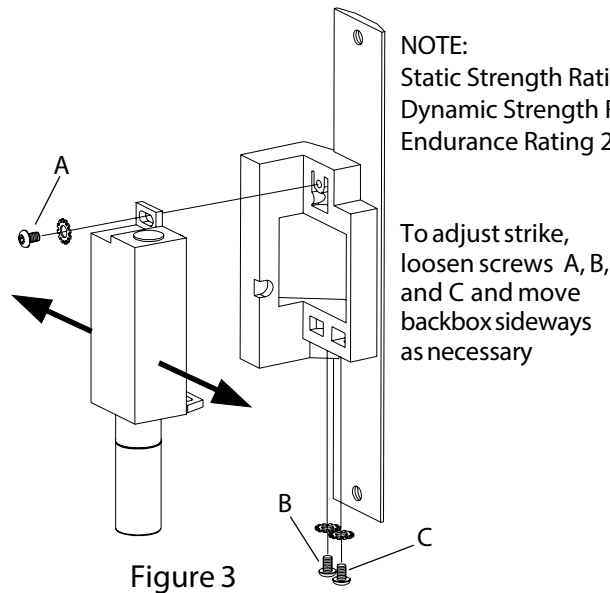 NOTE:
Static Strength
Dynamic Strength
Endurance Rating
A
To adjust strike,
loosen screws A, B,
and C and move
backbox sideways
as necessary
B
C
Figure 3